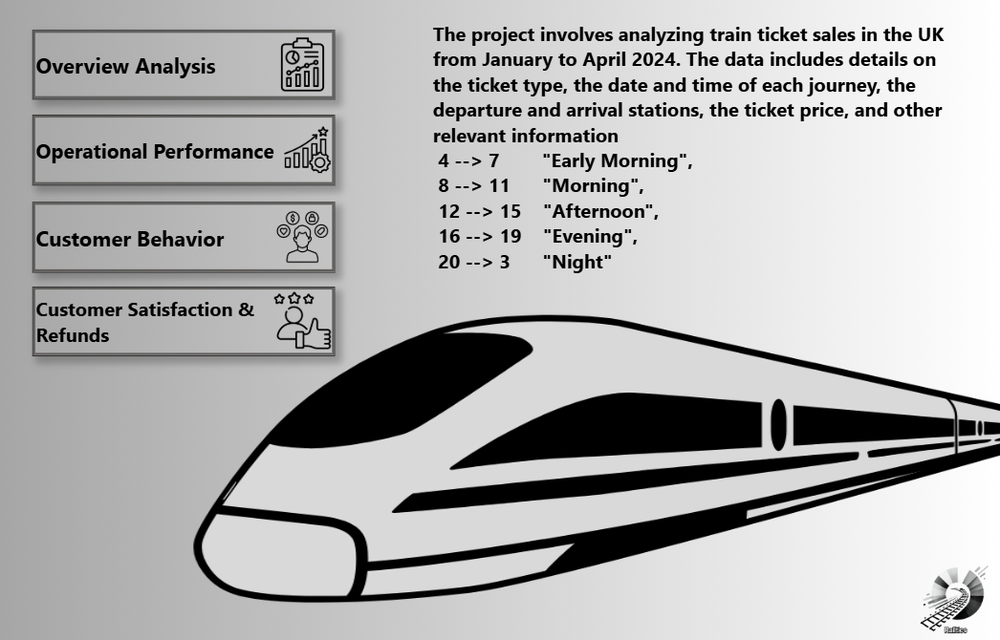 Overview Analysis
Operational Performance
Customer Behavior
Customer Satisfaction &
Refunds
The project involves analyzing train ticket sales in the UK
from January to April 2024. The data includes details on
the ticket type, the date and time of each journey, the
departure and arrival stations, the ticket price, and other
relevant information
4 --> 7 "Early Morning",
8 --> 11 "Morning",
12 --> 15 "Afternoon",
16 --> 19 "Evening",
20 --> 3 "Night"